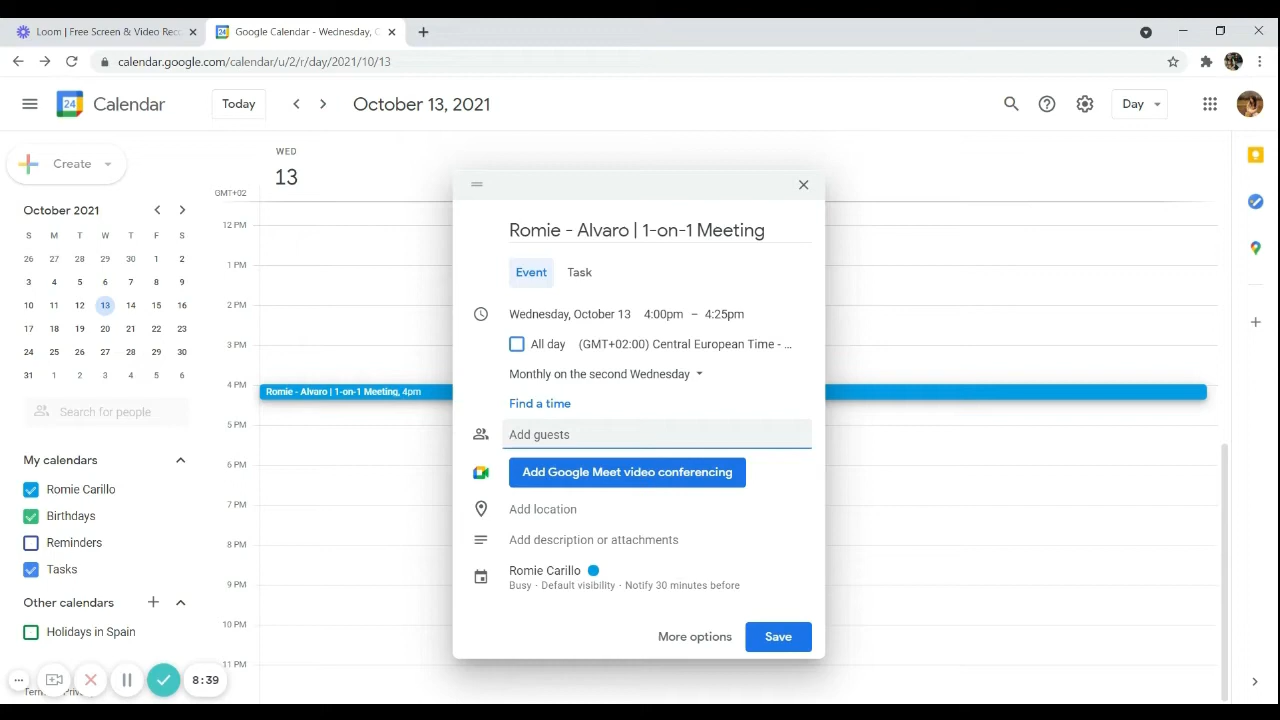 Loom | Free Screen & Video Rec
Google Calendar - Wednesday, O
calendar.google.com/calendar/u/2/r/day/2021/10/13
24
Calendar
Today
October 13, 2021
Day
Create
WED
13
GMT+02
October 2021
S M T W T F S
26 27 28 29 30 1 2
3 4 5 6 7 8 9
10 11 12 13 14 15 16
17 18 19 20 21 22 23
24 25 26 27 28 29 30
31 1 2 3 4 5 6
Search for people
My calendars
Romie Carillo
Birthdays
Reminders
Tasks
Other calendars
Holidays in Spain
8:39
12 PM
1 PM
2 PM
3 PM
4 PM
Romie - Alvaro | 1-on-1 Meeting, 4pm
5 PM
6 PM
7 PM
8 PM
9 PM
10 PM
11 PM
Romie - Alvaro | 1-on-1 Meeting
Event Task
Wednesday, October 13 4:00pm – 4:25pm
All day (GMT+02:00) Central European Time - ...
Monthly on the second Wednesday
Find a time
Add guests
Add Google Meet video conferencing
Add location
Add description or attachments
Romie Carillo
Busy · Default visibility · Notify 30 minutes before
More options Save